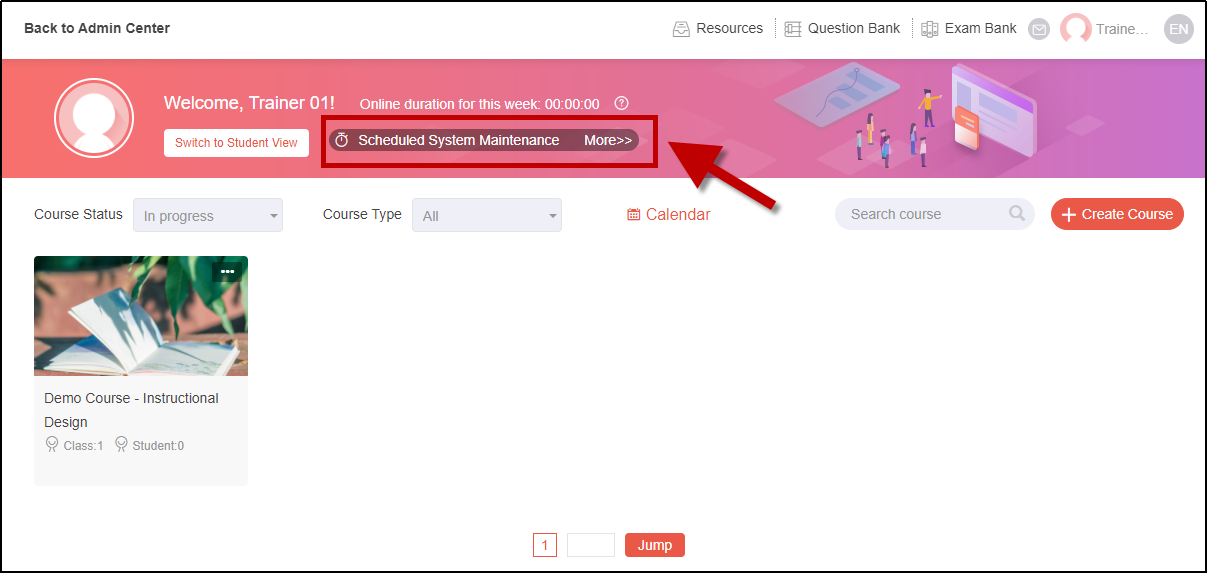 Back to Admin Center
Resources
Question Bank
Exam Bank
Traine...
EN
Welcome, Trainer 01!
Online duration for this week: 00:00:00
?
Switch to Student View
Scheduled System Maintenance
More>>
Course Status
In progress
Course Type
All
Calendar
Search course
+ Create Course
Demo Course - Instructional
Design
Class:1
Student:0
1
Jump